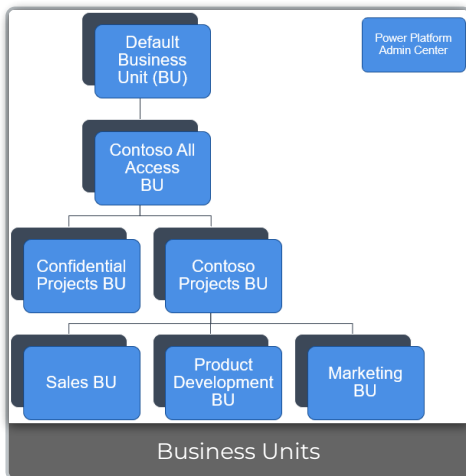 Default
Business
Unit (BU)
Power Platform
Admin Center
Contoso All
Access
BU
Confidential
Projects BU
Contoso
Projects BU
Sales BU
Product
Development
BU
Marketing
BU
Business Units